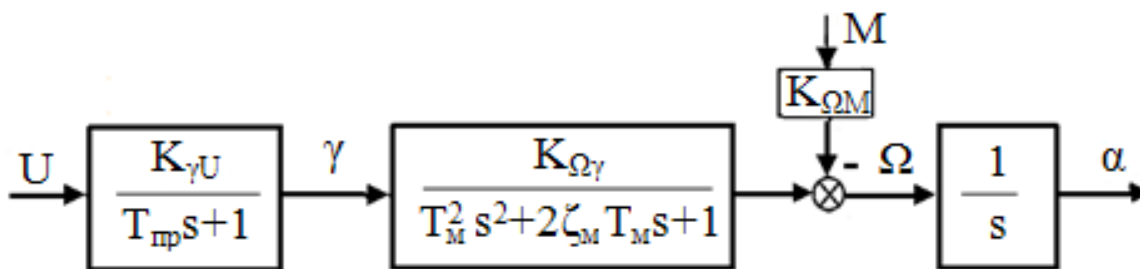 M
K_ΩM
U
K_γU
T_пр s+1
γ
K_Ωγ
T_м^2 s^2+2ζ_м T_м s+1
-
Ω
1
s
α